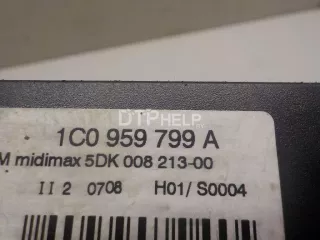 DTPHELP
1C0 959 799 A
M midimax 5DK 008 213-00
II 2 0708 H01/ S0004